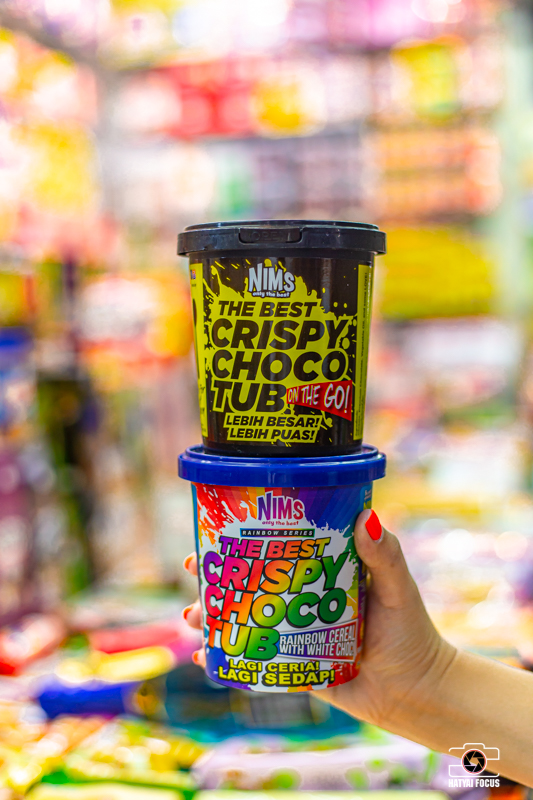 NIMS
only the best
THE BEST
CRISPY
CHOCO
TUB ON THE GO!
LEBIH BESAR!
LEBIH PUAS!
NIMS
only the best
RAINBOW SERIES
THE BEST
CRISPY
CHOCO
TUB
RAINBOW CEREAL
WITH WHITE CHOCO
LAGI CERIA!
LAGI SEDAP!
HATYAI FOCUS